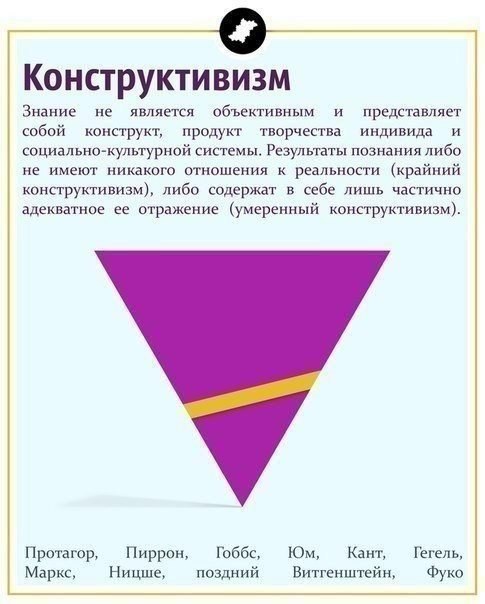 Конструктивизм
Знание не является объективным и представляет
собой конструкт, продукт творчества индивида и
социально-культурной системы. Результаты познания либо
не имеют никакого отношения к реальности (крайний
конструктивизм), либо содержат в себе лишь частично
адекватное ее отражение (умеренный конструктивизм).
Протагор, Пиррон, Гоббс, Юм, Кант, Гегель,
Маркс, Ницше, поздний Витгенштейн, Фуко